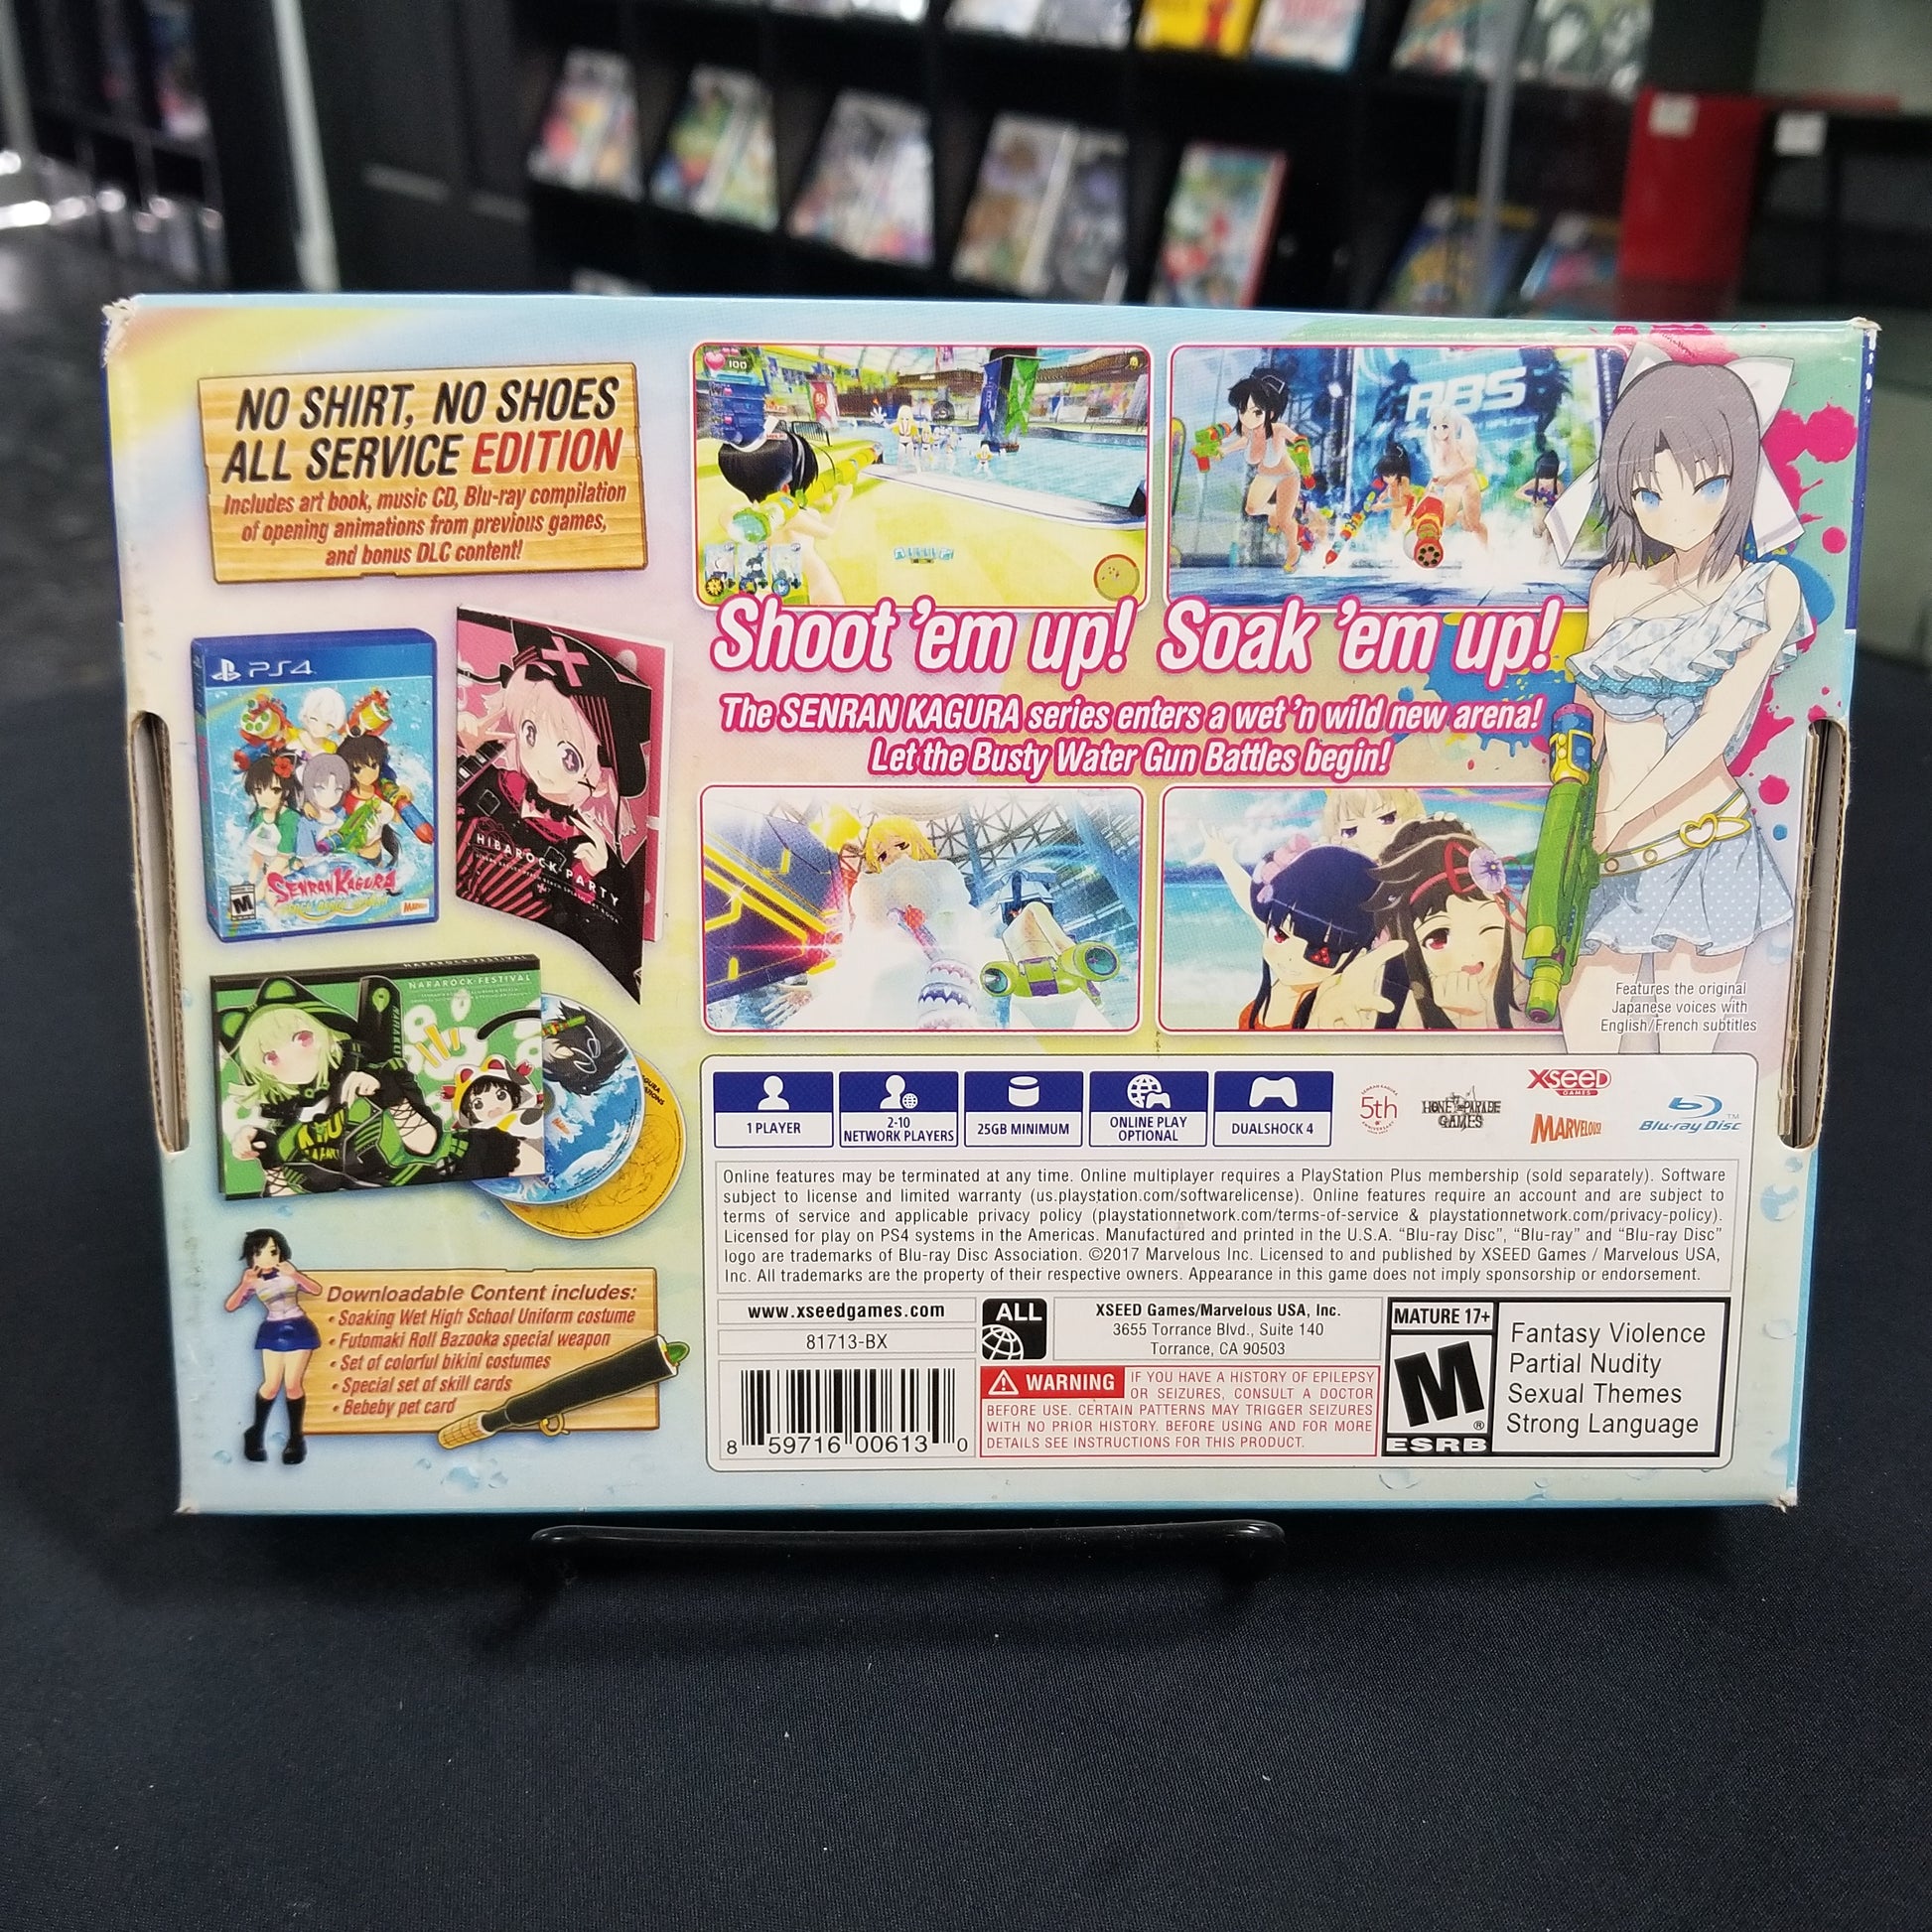 NO SHIRT, NO SHOES
ALL SERVICE EDITION
Includes art book, music CD, Blu-ray compilation
of opening animations from previous games,
and bonus DLC content!
PS4
SENRAN KAGURA
M
HIBAROCK PARTY
NARAROCK FESTIVAL
Downloadable Content includes:
• Soaking Wet High School Uniform costume
• Futomaki Roll Bazooka special weapon
• Set of colorful bikini costumes
• Special set of skill cards
• Bebeby pet card
100
Shoot 'em up! Soak 'em up!
The SENRAN KAGURA series enters a wet 'n wild new arena!
Let the Busty Water Gun Battles begin!
Features the original
Japanese voices with
English/French subtitles
1 PLAYER
2-10
NETWORK PLAYERS
25GB MINIMUM
ONLINE PLAY
OPTIONAL
DUALSHOCK 4
5th
HONEY PARADE
GAMES
XSEED
GAMES
MARVELOUS
Blu-ray Disc™
Online features may be terminated at any time. Online multiplayer requires a PlayStation Plus membership (sold separately). Software
subject to license and limited warranty (us.playstation.com/softwarelicense). Online features require an account and are subject to
terms of service and applicable privacy policy (playstationnetwork.com/terms-of-service & playstationnetwork.com/privacy-policy).
Licensed for play on PS4 systems in the Americas. Manufactured and printed in the U.S.A. “Blu-ray Disc”, “Blu-ray” and “Blu-ray Disc”
logo are trademarks of Blu-ray Disc Association. ©2017 Marvelous Inc. Licensed to and published by XSEED Games / Marvelous USA,
Inc. All trademarks are the property of their respective owners. Appearance in this game does not imply sponsorship or endorsement.
www.xseedgames.com
81713-BX
8 59716 00613 0
ALL
XSEED Games/Marvelous USA, Inc.
3655 Torrance Blvd., Suite 140
Torrance, CA 90503
WARNING IF YOU HAVE A HISTORY OF EPILEPSY
OR SEIZURES, CONSULT A DOCTOR
BEFORE USE. CERTAIN PATTERNS MAY TRIGGER SEIZURES
WITH NO PRIOR HISTORY. BEFORE USING AND FOR MORE
DETAILS SEE INSTRUCTIONS FOR THIS PRODUCT.
MATURE 17+
M
®
ESRB
Fantasy Violence
Partial Nudity
Sexual Themes
Strong Language